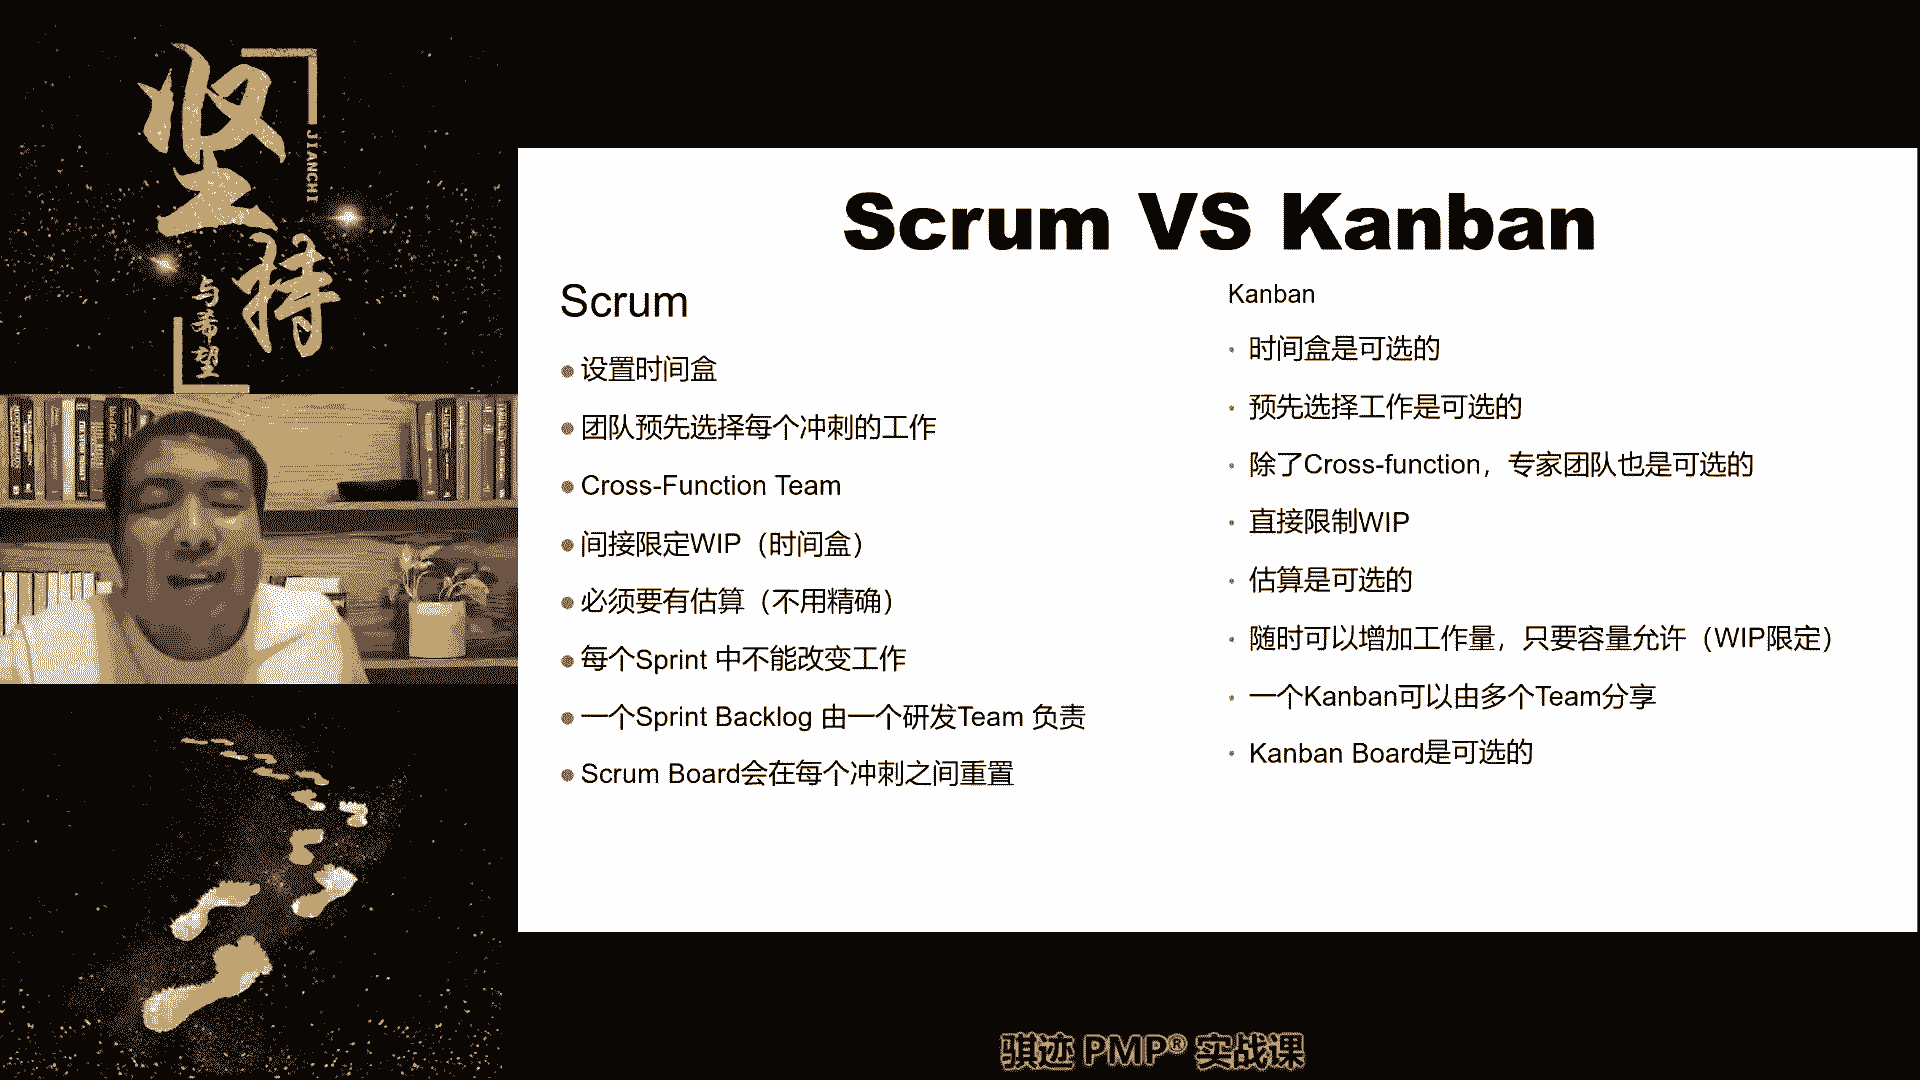 坚持
JIANCHI
与希望
Scrum VS Kanban
Scrum
设置时间盒
团队预先选择每个冲刺的工作
Cross-Function Team
间接限定WIP（时间盒）
必须要有估算（不用精确）
每个Sprint 中不能改变工作
一个Sprint Backlog 由一个研发Team 负责
Scrum Board会在每个冲刺之间重置
Kanban
时间盒是可选的
预先选择工作是可选的
除了Cross-function，专家团队也是可选的
直接限制WIP
估算是可选的
随时可以增加工作量，只要容量允许（WIP限定）
一个Kanban可以由多个Team分享
Kanban Board是可选的
骐迹 PMP® 实战课